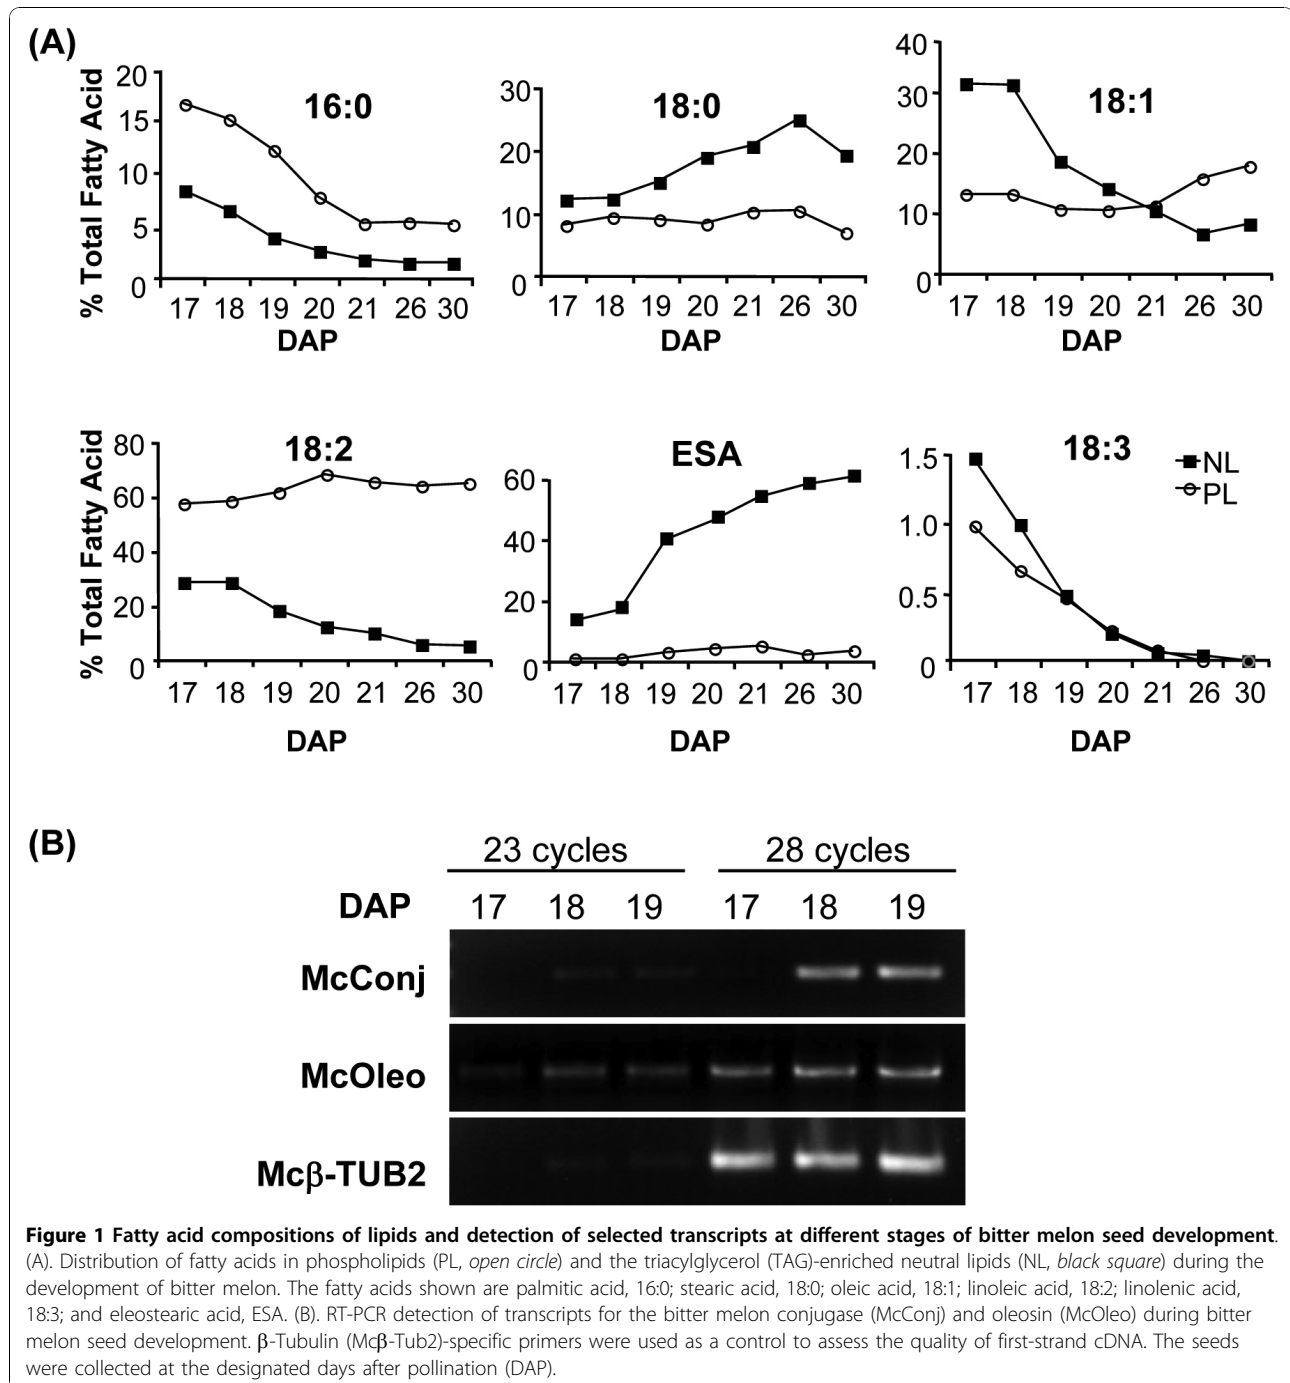 (A)
% Total Fatty Acid
20
15
10
5
0
16:0
17 18 19 20 21 26 30
DAP
30
20
10
0
18:0
17 18 19 20 21 26 30
DAP
40
30
20
10
0
18:1
17 18 19 20 21 26 30
DAP
% Total Fatty Acid
80
60
40
20
0
18:2
17 18 19 20 21 26 30
DAP
60
40
20
0
ESA
17 18 19 20 21 26 30
DAP
1.5
1.0
0.5
0
18:3
NL
PL
17 18 19 20 21 26 30
DAP
(B)
23 cycles 28 cycles
DAP 17 18 19 17 18 19
McConj
McOleo
Mcβ-TUB2
Figure 1 Fatty acid compositions of lipids and detection of selected transcripts at different stages of bitter melon seed development.
(A). Distribution of fatty acids in phospholipids (PL, open circle) and the triacylglycerol (TAG)-enriched neutral lipids (NL, black square) during the
development of bitter melon. The fatty acids shown are palmitic acid, 16:0; stearic acid, 18:0; oleic acid, 18:1; linoleic acid, 18:2; linolenic acid,
18:3; and eleostearic acid, ESA. (B). RT-PCR detection of transcripts for the bitter melon conjugase (McConj) and oleosin (McOleo) during bitter
melon seed development. β-Tubulin (Mcβ-Tub2)-specific primers were used as a control to assess the quality of first-strand cDNA. The seeds
were collected at the designated days after pollination (DAP).